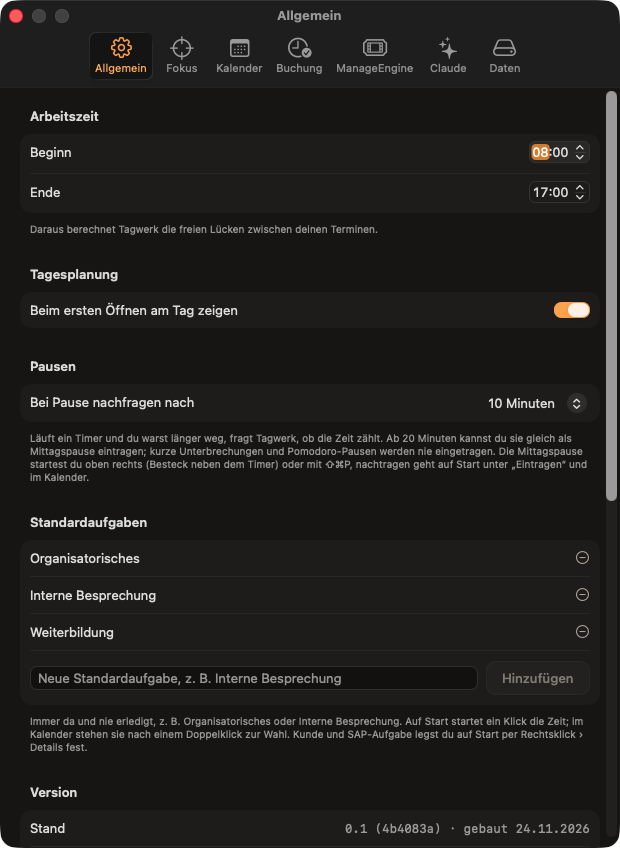 Allgemein
Allgemein Fokus Kalender Buchung ManageEngine Claude Daten
Arbeitszeit
Beginn 08:00
Ende 17:00
Daraus berechnet Tagwerk die freien Lücken zwischen deinen Terminen.
Tagesplanung
Beim ersten Öffnen am Tag zeigen
Pausen
Bei Pause nachfragen nach 10 Minuten
Läuft ein Timer und du warst länger weg, fragt Tagwerk, ob die Zeit zählt. Ab 20 Minuten kannst du sie gleich als
Mittagspause eintragen; kurze Unterbrechungen und Pomodoro-Pausen werden nie eingetragen. Die Mittagspause
startest du oben rechts (Besteck neben dem Timer) oder mit ⇧⌘P, nachtragen geht auf Start unter „Eintragen“ und
im Kalender.
Standardaufgaben
Organisatorisches
Interne Besprechung
Weiterbildung
Neue Standardaufgabe, z. B. Interne Besprechung Hinzufügen
Immer da und nie erledigt, z. B. Organisatorisches oder Interne Besprechung. Auf Start startet ein Klick die Zeit; im
Kalender stehen sie nach einem Doppelklick zur Wahl. Kunde und SAP-Aufgabe legst du auf Start per Rechtsklick ›
Details fest.
Version
Stand 0.1 (4b4083a) · gebaut 24.11.2026